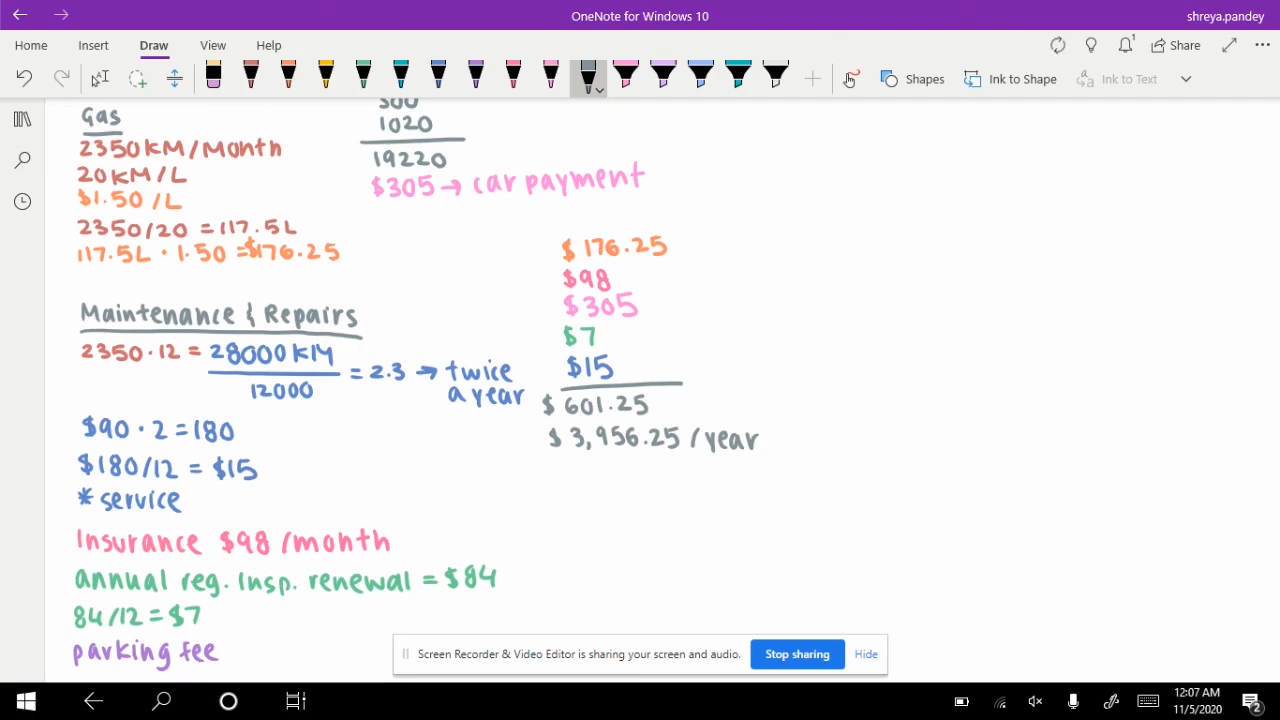 OneNote for Windows 10
shreya.pandey
Home Insert Draw View Help
Share
Shapes
Ink to Shape
Ink to Text
Gas
2350KM/Month
20KM/L
$1.50/L
2350/20 = 117.5L
117.5L · 1.50 = $176.25
300
1020
19220
$305 → car payment
Maintenance & Repairs
2350·12 = 28000KM
12000
= 2.3 → twice
a year
$90 · 2 = 180
$180/12 = $15
* service
Insurance $98/month
annual reg. insp. renewal = $84
84/12 = $7
parking fee
$176.25
$98
$305
$7
$15
$601.25
$3,956.25/year
Screen Recorder & Video Editor is sharing your screen and audio.
Stop sharing
Hide
12:07 AM
11/5/2020
2